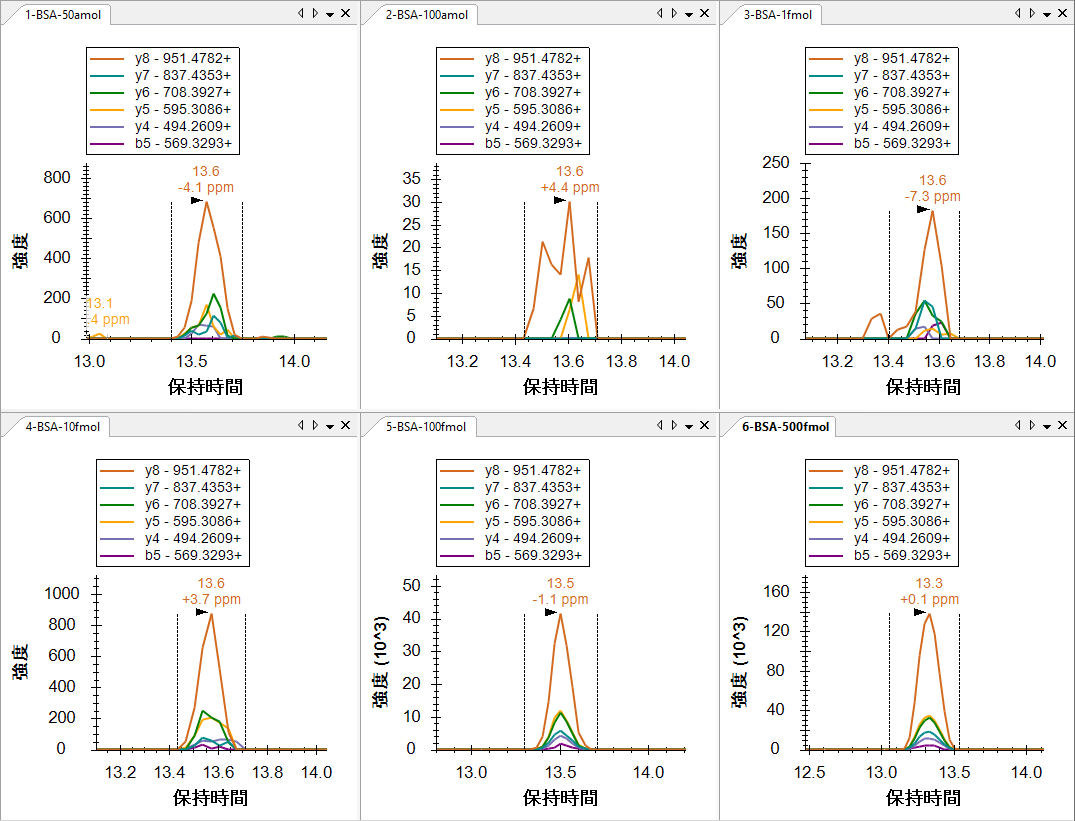 1-BSA-50amol
y8 - 951.4782+
y7 - 837.4353+
y6 - 708.3927+
y5 - 595.3086+
y4 - 494.2609+
b5 - 569.3293+
13.6
-4.1 ppm
13.1
-4 ppm
強度
800
600
400
200
0
13.0 13.5 14.0
保持時間
2-BSA-100amol
y8 - 951.4782+
y7 - 837.4353+
y6 - 708.3927+
y5 - 595.3086+
y4 - 494.2609+
b5 - 569.3293+
13.6
+4.4 ppm
強度
35
30
25
20
15
10
5
0
13.2 13.4 13.6 13.8 14.0
保持時間
3-BSA-1fmol
y8 - 951.4782+
y7 - 837.4353+
y6 - 708.3927+
y5 - 595.3086+
y4 - 494.2609+
b5 - 569.3293+
13.6
-7.3 ppm
強度
250
200
150
100
50
0
13.2 13.4 13.6 13.8 14.0
保持時間
4-BSA-10fmol
y8 - 951.4782+
y7 - 837.4353+
y6 - 708.3927+
y5 - 595.3086+
y4 - 494.2609+
b5 - 569.3293+
13.6
+3.7 ppm
強度
1000
800
600
400
200
0
13.2 13.4 13.6 13.8 14.0
保持時間
5-BSA-100fmol
y8 - 951.4782+
y7 - 837.4353+
y6 - 708.3927+
y5 - 595.3086+
y4 - 494.2609+
b5 - 569.3293+
13.5
-1.1 ppm
強度 (10^3)
50
40
30
20
10
0
13.0 13.5 14.0
保持時間
6-BSA-500fmol
y8 - 951.4782+
y7 - 837.4353+
y6 - 708.3927+
y5 - 595.3086+
y4 - 494.2609+
b5 - 569.3293+
13.3
+0.1 ppm
強度 (10^3)
160
120
80
40
0
12.5 13.0 13.5 14.0
保持時間